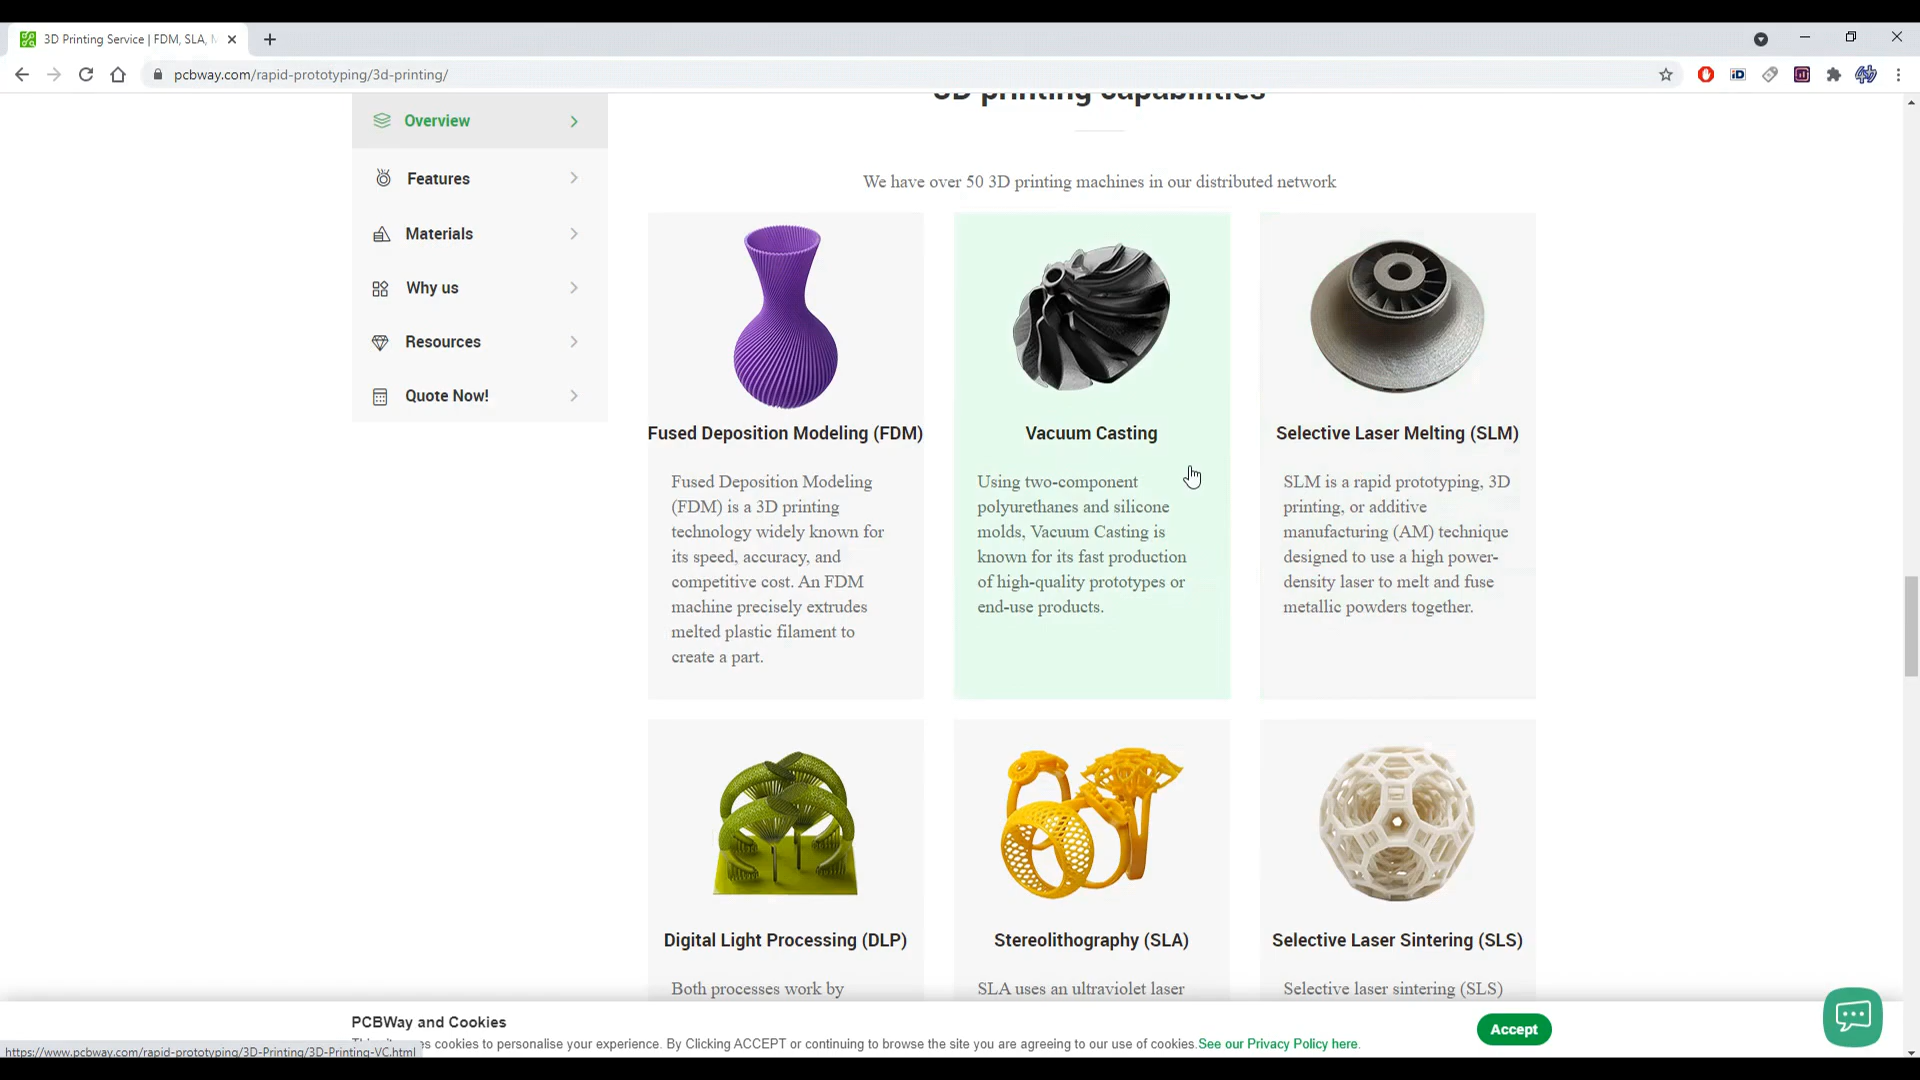 3D Printing Service | FDM, SLA,
pcbway.com/rapid-prototyping/3d-printing/
3D printing capabilities
Overview
Features
Materials
Why us
Resources
Quote Now!
We have over 50 3D printing machines in our distributed network
Fused Deposition Modeling (FDM)
Fused Deposition Modeling
(FDM) is a 3D printing
technology widely known for
its speed, accuracy, and
competitive cost. An FDM
machine precisely extrudes
melted plastic filament to
create a part.
Vacuum Casting
Using two-component
polyurethanes and silicone
molds, Vacuum Casting is
known for its fast production
of high-quality prototypes or
end-use products.
Selective Laser Melting (SLM)
SLM is a rapid prototyping, 3D
printing, or additive
manufacturing (AM) technique
designed to use a high power-
density laser to melt and fuse
metallic powders together.
Digital Light Processing (DLP)
Both processes work by
Stereolithography (SLA)
SLA uses an ultraviolet laser
Selective Laser Sintering (SLS)
Selective laser sintering (SLS)
PCBWay and Cookies
cookies to personalise your experience. By Clicking ACCEPT or continuing to browse the site you are agreeing to our use of cookies.See our Privacy Policy here.
Accept
https://www.pcbway.com/rapid-prototyping/3D-Printing/3D-Printing-VC.html